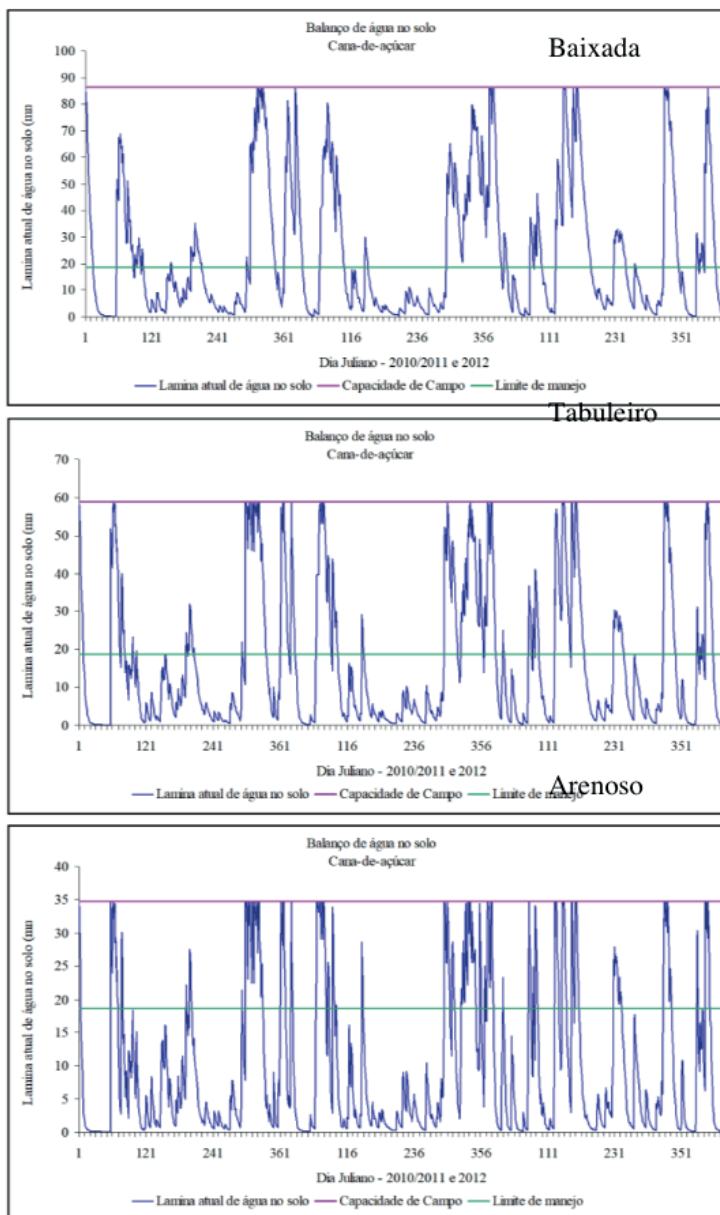 Balanço de água no solo
Cana-de-açúcar
Baixada
Lamina atual de água no solo (mn
100
90
80
70
60
50
40
30
20
10
0
1 121 241 361 116 236 356 111 231 351
Dia Juliano - 2010/2011 e 2012
Lamina atual de água no solo Capacidade de Campo Limite de manejo
Tabuleiro
Balanço de água no solo
Cana-de-açúcar
Lamina atual de água no solo (mn
70
60
50
40
30
20
10
0
1 121 241 361 116 236 356 111 231 351
Dia Juliano - 2010/2011 e 2012
Arenoso
Lamina atual de água no solo Capacidade de Campo Limite de manejo
Balanço de água no solo
Cana-de-açúcar
Lamina atual de água no solo (mn
40
35
30
25
20
15
10
5
0
1 121 241 361 116 236 356 111 231 351
Dia Juliano - 2010/2011 e 2012
Lamina atual de água no solo Capacidade de Campo Limite de manejo